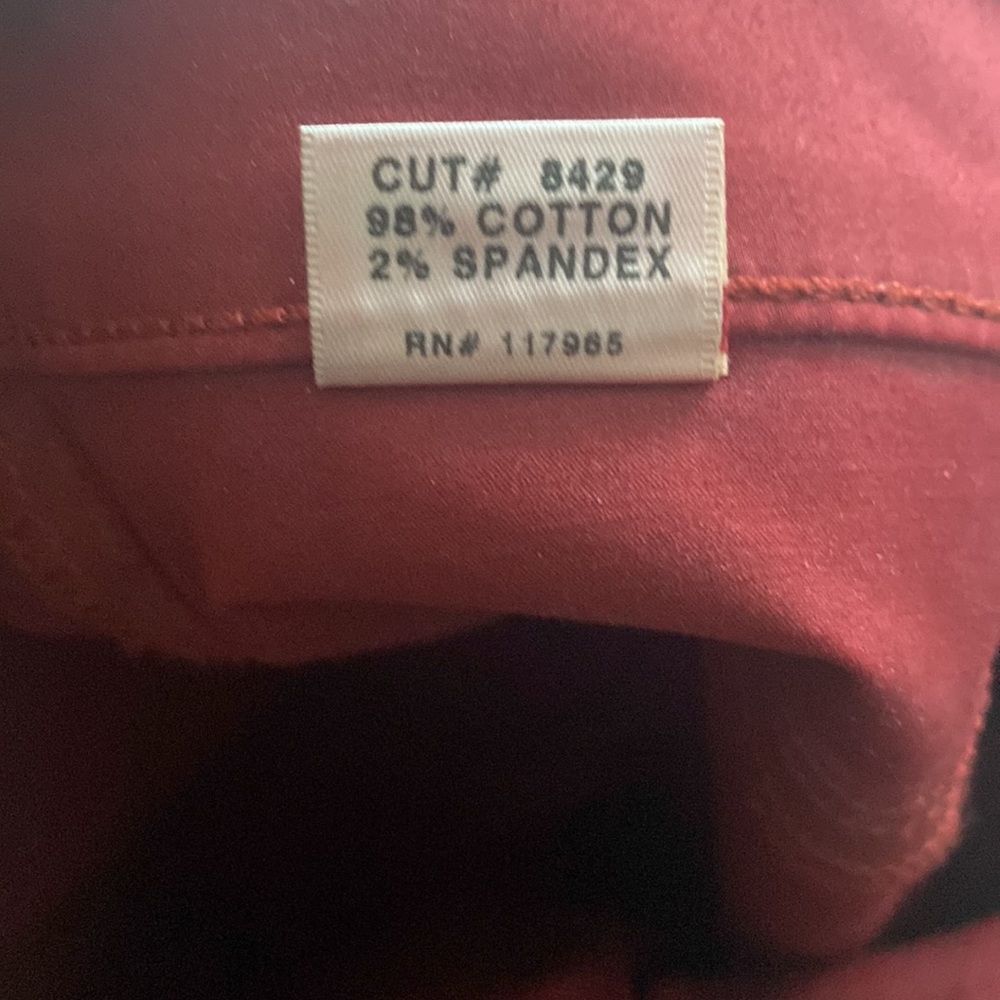 CUT# 8429
98% COTTON
2% SPANDEX
RN# 117965